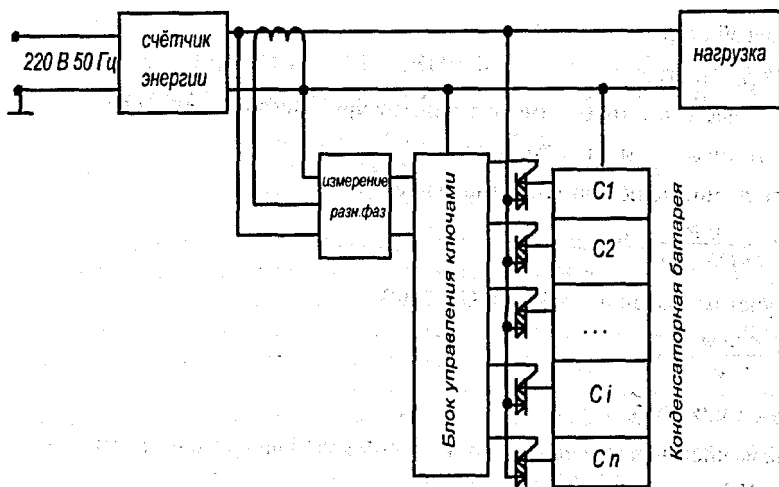 220 В 50 Гц
счётчик
энергии
нагрузка
измерение
разн.фаз
Блок управления ключами
C1
C2
...
Ci
Cn
Конденсаторная батарея